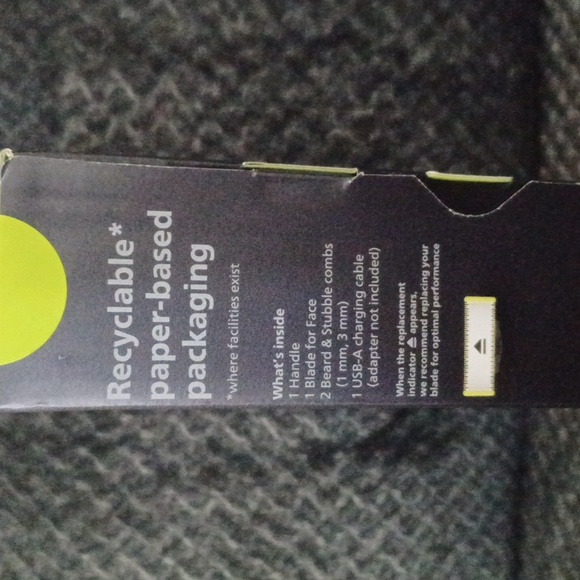 Recyclable*
paper-based
packaging
*where facilities exist
What's inside
1 Handle
1 Blade for Face
2 Beard & Stubble combs
(1 mm, 3 mm)
1 USB-A charging cable
(adapter not included)
When the replacement
indicator ⏏ appears,
we recommend replacing your
blade for optimal performance